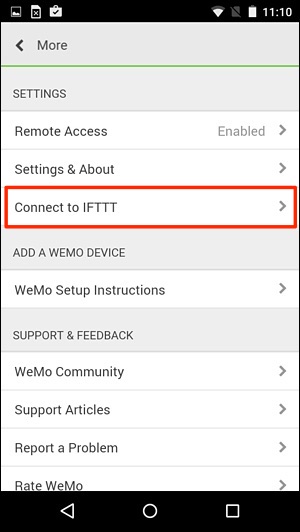 11:10
More
SETTINGS
Remote Access Enabled
Settings & About
Connect to IFTTT
ADD A WEMO DEVICE
WeMo Setup Instructions
SUPPORT & FEEDBACK
WeMo Community
Support Articles
Report a Problem
Rate WeMo